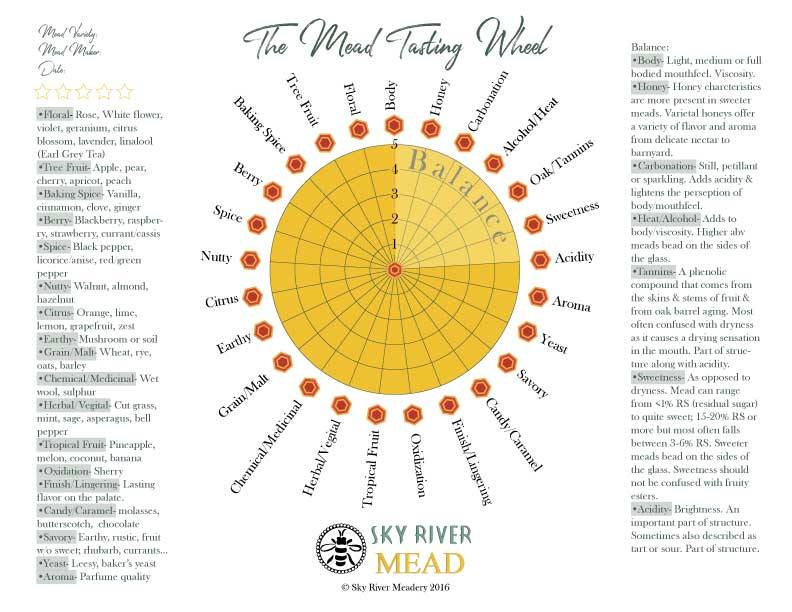 Mead Variety:
Mead Maker:
Date:
•Floral- Rose, White flower,
violet, geranium, citrus
blossom, lavender, linalool
(Earl Grey Tea)
•Tree Fruit- Apple, pear,
cherry, apricot, peach
•Baking Spice- Vanilla,
cinnamon, clove, ginger
•Berry- Blackberry, raspber-
ry, strawberry, currant/cassis
•Spice- Black pepper,
licorice/anise, red/green
pepper
•Nutty- Walnut, almond,
hazelnut
•Citrus- Orange, lime,
lemon, grapefruit, zest
•Earthy- Mushroom or soil
•Grain/Malt- Wheat, rye,
oats, barley
•Chemical/Medicinal- Wet
wool, sulphur
•Herbal/Vegital- Cut grass,
mint, sage, asperagus, bell
pepper
•Tropical Fruit- Pineapple,
melon, coconut, banana
•Oxidation- Sherry
•Finish/Lingering- Lasting
flavor on the palate.
•Candy/Caramel- molasses,
butterscotch, chocolate
•Savory- Earthy, rustic, fruit
w/o sweet; rhubarb, currants...
•Yeast- Leesy, baker's yeast
•Aroma- Parfume quality
The Mead Tasting Wheel
Body
Honey
Carbonation
Alcohol/Heat
Oak/Tannins
Sweetness
Acidity
Aroma
Yeast
Savory
Candy/Caramel
Finish/Lingering
Oxidization
Tropical Fruit
Herbal/Vegital
Chemical/Medicinal
Grain/Malt
Earthy
Citrus
Nutty
Spice
Berry
Baking Spice
Tree Fruit
Floral
Balance
5
4
3
2
1
SKY RIVER
MEAD
© Sky River Meadery 2016
Balance:
•Body- Light, medium or full
bodied mouthfeel. Viscosity.
•Honey- Honey charcteristics
are more present in sweeter
meads. Varietal honeys offer
a variety of flavor and aroma
from delicate nectar to
barnyard.
•Carbonation- Still, petillant
or sparkling. Adds acidity &
lightens the perseption of
body/mouthfeel.
•Heat/Alcohol- Adds to
body/viscosity. Higher abv
meads bead on the sides of
the glass.
•Tannins- A phenolic
compound that comes from
the skins & stems of fruit &
from oak barrel aging. Most
often confused with dryness
as it causes a drying sensation
in the mouth. Part of struc-
ture along with acidity.
•Sweetness- As opposed to
dryness. Mead can range
from <1% RS (residual sugar)
to quite sweet; 15-20% RS or
more but most often falls
between 3-6% RS. Sweeter
meads bead on the sides of
the glass. Sweetness should
not be confused with fruity
esters.
•Acidity- Brightness. An
important part of structure.
Sometimes also described as
tart or sour. Part of structure.